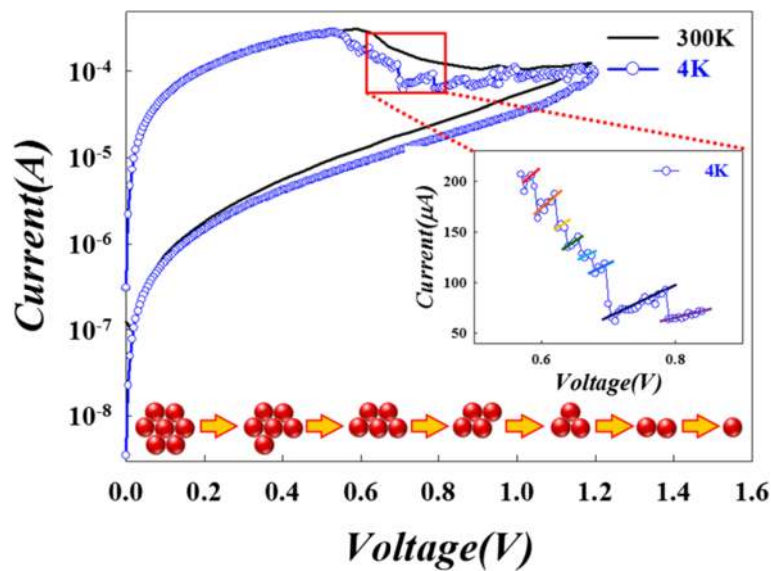 300K
4K
10⁻⁴
10⁻⁵
10⁻⁶
10⁻⁷
10⁻⁸
Current(A)
0.0 0.2 0.4 0.6 0.8 1.0 1.2 1.4 1.6
Voltage(V)
4K
200
150
100
50
Current(μA)
0.6 0.8
Voltage(V)